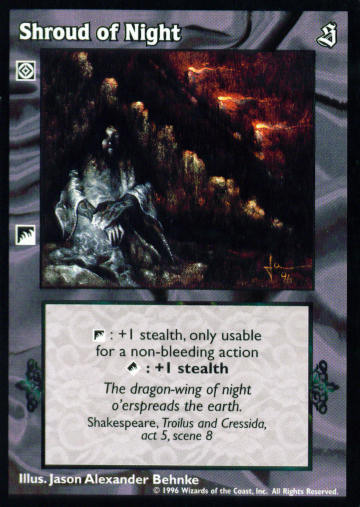 Shroud of Night
: +1 stealth, only usable
for a non-bleeding action
: +1 stealth
The dragon-wing of night
o'erspreads the earth.
Shakespeare, Troilus and Cressida,
act 5, scene 8
Illus. Jason Alexander Behnke
© 1996 Wizards of the Coast, Inc. All Rights Reserved.